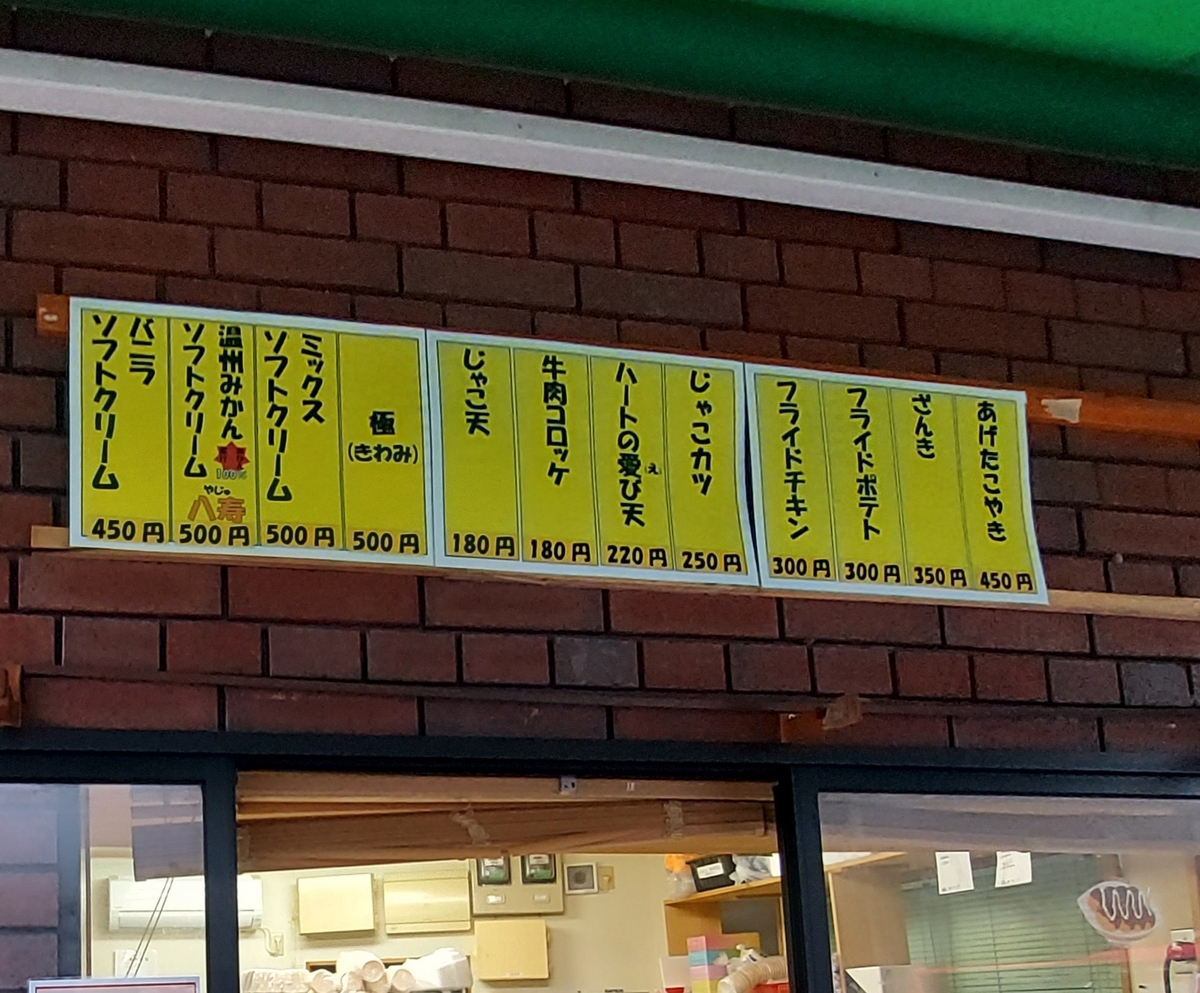 あげたこやき
450円
ざんき
350円
フライドポテト
300円
フライドチキン
300円
じゃこカツ
250円
ハートの愛び天
(え)
220円
牛肉コロッケ
180円
じゃこ天
180円
極
(きわみ)
500円
ミックス
ソフトクリーム
500円
温州みかん
ソフトクリーム
100%
やじゅ
八寿
500円
バニラ
ソフトクリーム
450円